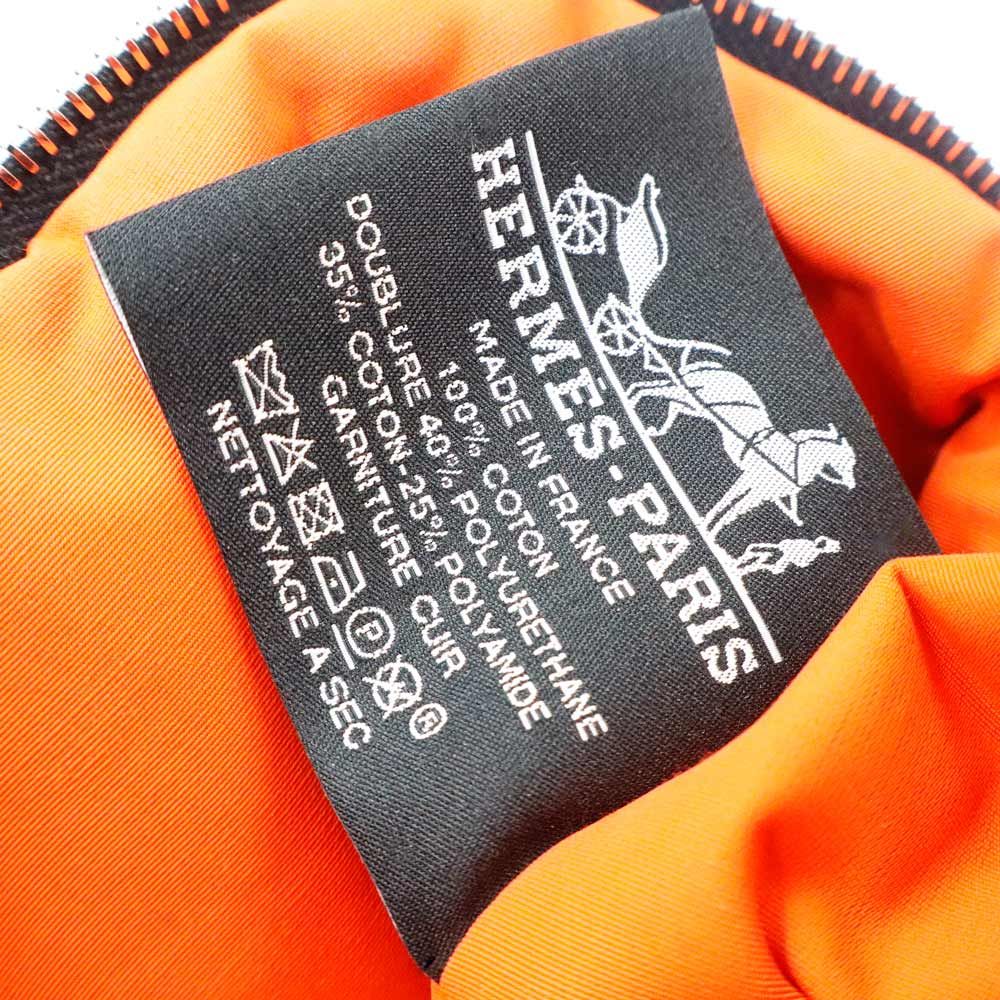 HERMÈS-PARIS
MADE IN FRANCE
100% COTON
DOUBLURE 40% POLYURETHANE
35% COTON-25% POLYAMIDE
GARNITURE CUIR
P ®
NETTOYAGE A SEC